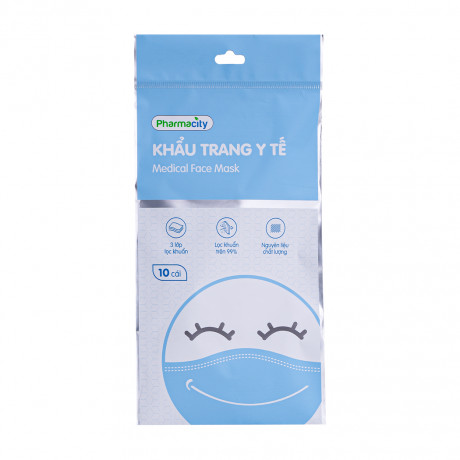 Pharmacity
KHẨU TRANG Y TẾ
Medical Face Mask
3 lớp
lọc khuẩn
Lọc khuẩn
trên 99%
Nguyên liệu
chất lượng
10 cái